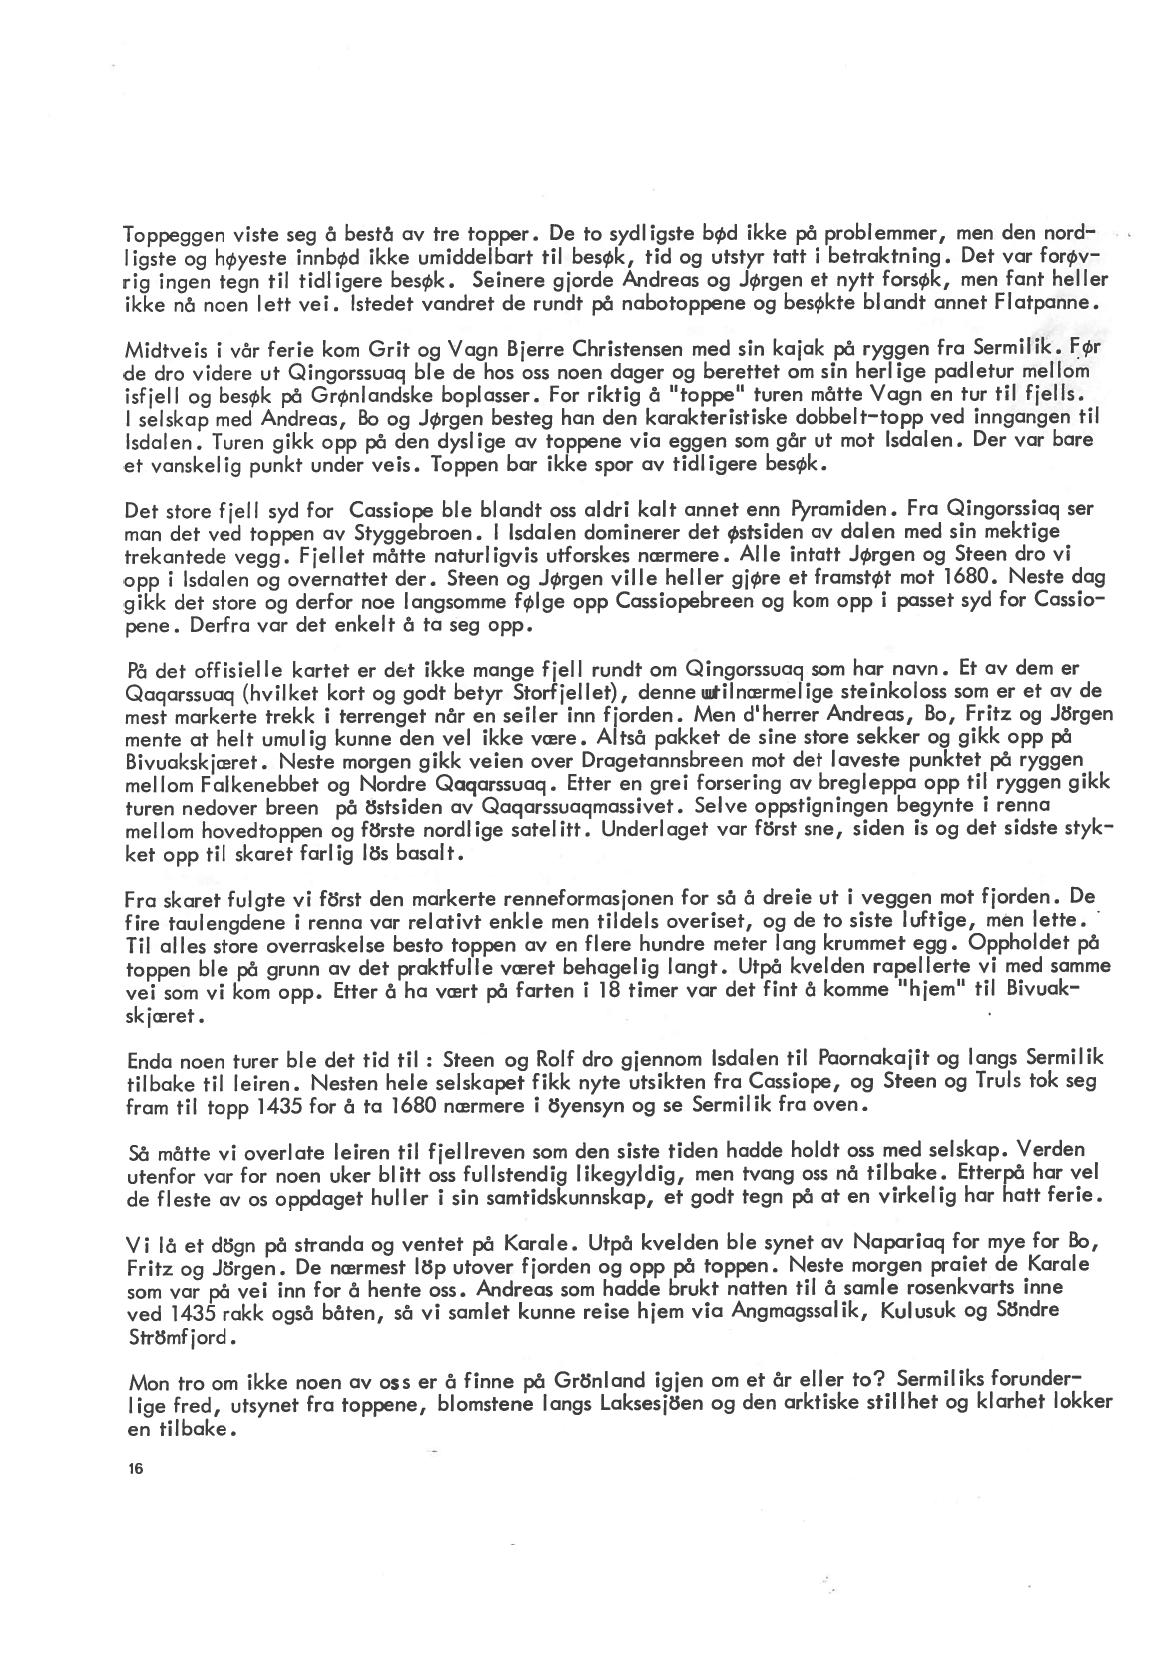 Toppeggen viste seg å bestå av tre topper. De to sydligste bød ikke på problemmer, men den nord-
ligste og høyeste innbød ikke umiddelbart til besøk, tid og utstyr tatt i betraktning. Det var forøv-
rig ingen tegn til tidligere besøk. Seinere gjorde Andreas og Jørgen et nytt forsøk, men fant heller
ikke nå noen lett vei. Istedet vandret de rundt på nabotoppene og besøkte blandt annet Flatpanne.
Midtveis i vår ferie kom Grit og Vagn Bjerre Christensen med sin kajak på ryggen fra Sermilik. Før
de dro videre ut Qingorssuaq ble de hos oss noen dager og berettet om sin herlige padletur mellom
isfjell og besøk på Grønlandske boplasser. For riktig å "toppe" turen måtte Vagn en tur til fjells.
I selskap med Andreas, Bo og Jørgen besteg han den karakteristiske dobbelt-topp ved inngangen til
Isdalen. Turen gikk opp på den dyslige av toppene via eggen som går ut mot Isdalen. Der var bare
et vanskelig punkt under veis. Toppen bar ikke spor av tidligere besøk.
Det store fjell syd for Cassiope ble blandt oss aldri kalt annet enn Pyramiden. Fra Qingorssiaq ser
man det ved toppen av Styggebroen. I Isdalen dominerer det østsiden av dalen med sin mektige
trekantede vegg. Fjellet måtte naturligvis utforskes nærmere. Alle intatt Jørgen og Steen dro vi
opp i Isdalen og overnattet der. Steen og Jørgen ville heller gjøre et framstøt mot 1680. Neste dag
gikk det store og derfor noe langsomme følge opp Cassiopebreen og kom opp i passet syd for Cassio-
pene. Derfra var det enkelt å ta seg opp.
På det offisielle kartet er det ikke mange fjell rundt om Qingorssuaq som har navn. Et av dem er
Qaqarssuaq (hvilket kort og godt betyr Storfjellet), denne utilnærmelige steinkoloss som er et av de
mest markerte trekk i terrenget når en seiler inn fjorden. Men d'herrer Andreas, Bo, Fritz og Jörgen
mente at helt umulig kunne den vel ikke være. Altså pakket de sine store sekker og gikk opp på
Bivuakskjæret. Neste morgen gikk veien over Dragetannsbreen mot det laveste punktet på ryggen
mellom Falkenebbet og Nordre Qaqarssuaq. Etter en grei forsering av bregleppa opp til ryggen gikk
turen nedover breen på östsiden av Qaqarssuaqmassivet. Selve oppstigningen begynte i renna
mellom hovedtoppen og förste nordlige satelitt. Underlaget var först sne, siden is og det sidste styk-
ket opp til skaret farlig lös basalt.
Fra skaret fulgte vi först den markerte renneformasjonen for så å dreie ut i veggen mot fjorden. De
fire taulengdene i renna var relativt enkle men tildels overiset, og de to siste luftige, men lette.
Til alles store overraskelse besto toppen av en flere hundre meter lang krummet egg. Oppholdet på
toppen ble på grunn av det praktfulle været behagelig langt. Utpå kvelden rapellerte vi med samme
vei som vi kom opp. Etter å ha vært på farten i 18 timer var det fint å komme "hjem" til Bivuak-
skjæret.
Enda noen turer ble det tid til : Steen og Rolf dro gjennom Isdalen til Paornakajit og langs Sermilik
tilbake til leiren. Nesten hele selskapet fikk nyte utsikten fra Cassiope, og Steen og Truls tok seg
fram til topp 1435 for å ta 1680 nærmere i öyensyn og se Sermilik fra oven.
Så måtte vi overlate leiren til fjellreven som den siste tiden hadde holdt oss med selskap. Verden
utenfor var for noen uker blitt oss fullstendig likegyldig, men tvang oss nå tilbake. Etterpå har vel
de fleste av os oppdaget huller i sin samtidskunnskap, et godt tegn på at en virkelig har hatt ferie.
Vi lå et dögn på stranda og ventet på Karale. Utpå kvelden ble synet av Napariaq for mye for Bo,
Fritz og Jörgen. De nærmest löp utover fjorden og opp på toppen. Neste morgen praiet de Karale
som var på vei inn for å hente oss. Andreas som hadde brukt natten til å samle rosenkvarts inne
ved 1435 rakk også båten, så vi samlet kunne reise hjem via Angmagssalik, Kulusuk og Söndre
Strömfjord.
Mon tro om ikke noen av oss er å finne på Grönland igjen om et år eller to? Sermiliks forunder-
lige fred, utsynet fra toppene, blomstene langs Laksesjöen og den arktiske stillhet og klarhet lokker
en tilbake.
16